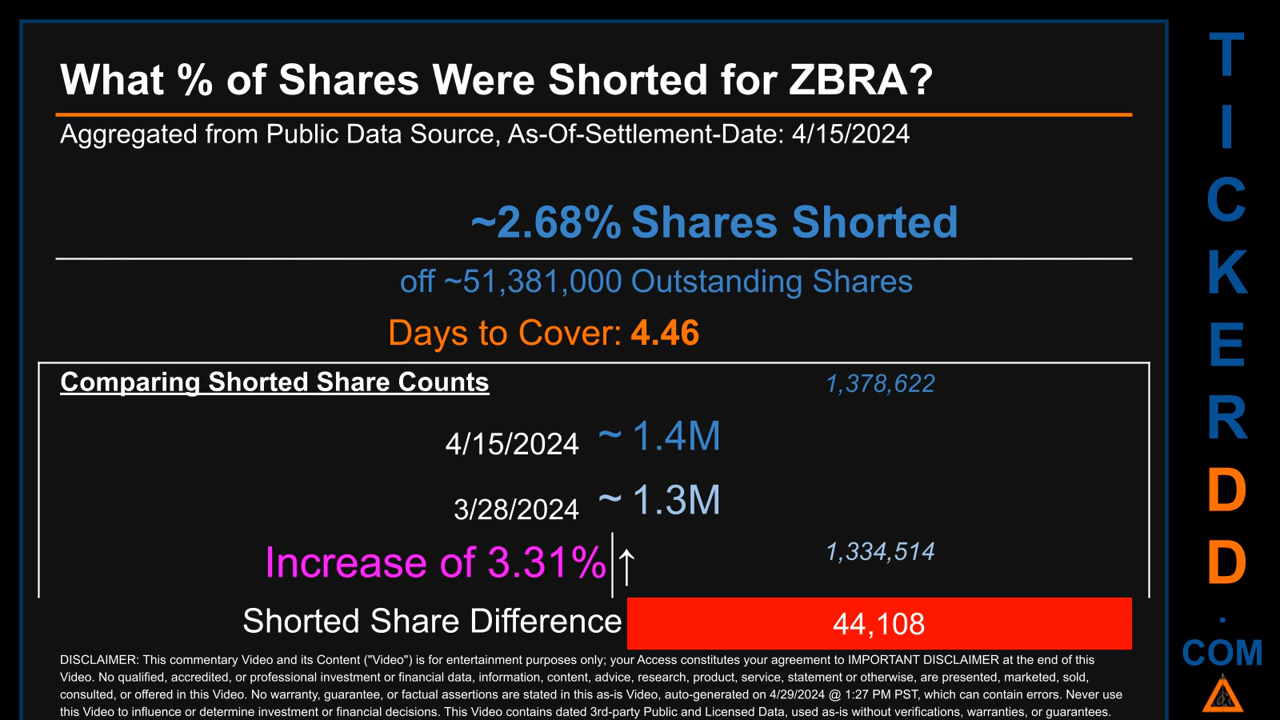 What % of Shares Were Shorted for ZBRA?
Aggregated from Public Data Source, As-Of-Settlement-Date: 4/15/2024
~2.68% Shares Shorted
off ~51,381,000 Outstanding Shares
Days to Cover: 4.46
Comparing Shorted Share Counts
1,378,622
4/15/2024 ~ 1.4M
3/28/2024 ~ 1.3M
1,334,514
Increase of 3.31% ↑
Shorted Share Difference 44,108
DISCLAIMER: This commentary Video and its Content ("Video") is for entertainment purposes only; your Access constitutes your agreement to IMPORTANT DISCLAIMER at the end of this
Video. No qualified, accredited, or professional investment or financial data, information, content, advice, research, product, service, statement or otherwise, are presented, marketed, sold,
consulted, or offered in this Video. No warranty, guarantee, or factual assertions are stated in this as-is Video, auto-generated on 4/29/2024 @ 1:27 PM PST, which can contain errors. Never use
this Video to influence or determine investment or financial decisions. This Video contains dated 3rd-party Public and Licensed Data, used as-is without verifications, warranties, or guarantees.
T
I
C
K
E
R
D
D
.
COM